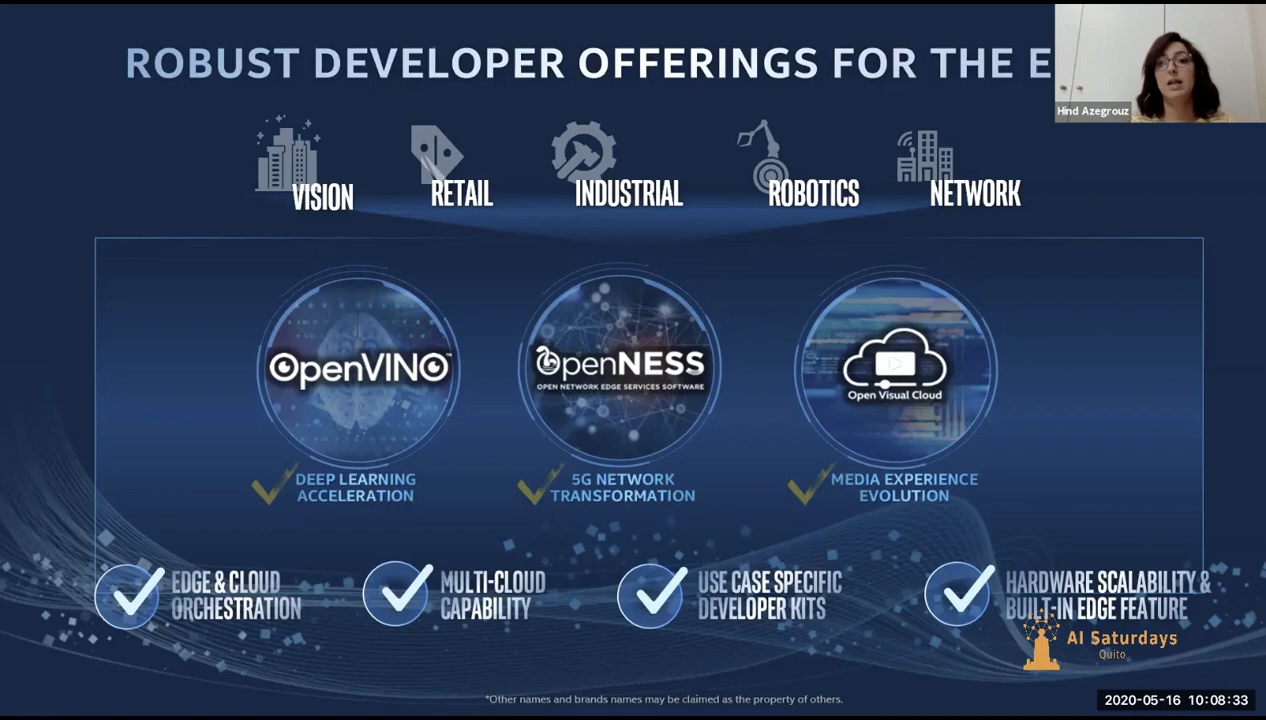 ROBUST DEVELOPER OFFERINGS FOR THE E
Hind Azegrouz
VISION
RETAIL
INDUSTRIAL
ROBOTICS
NETWORK
OpenVINO™
OpenNESS
OPEN NETWORK EDGE SERVICES SOFTWARE
Open Visual Cloud
DEEP LEARNING
ACCELERATION
5G NETWORK
TRANSFORMATION
MEDIA EXPERIENCE
EVOLUTION
EDGE & CLOUD
ORCHESTRATION
MULTI-CLOUD
CAPABILITY
USE CASE SPECIFIC
DEVELOPER KITS
HARDWARE SCALABILITY &
BUILT-IN EDGE FEATURE
AI Saturdays
Quito
*Other names and brands names may be claimed as the property of others.
2020-05-16 10:08:33